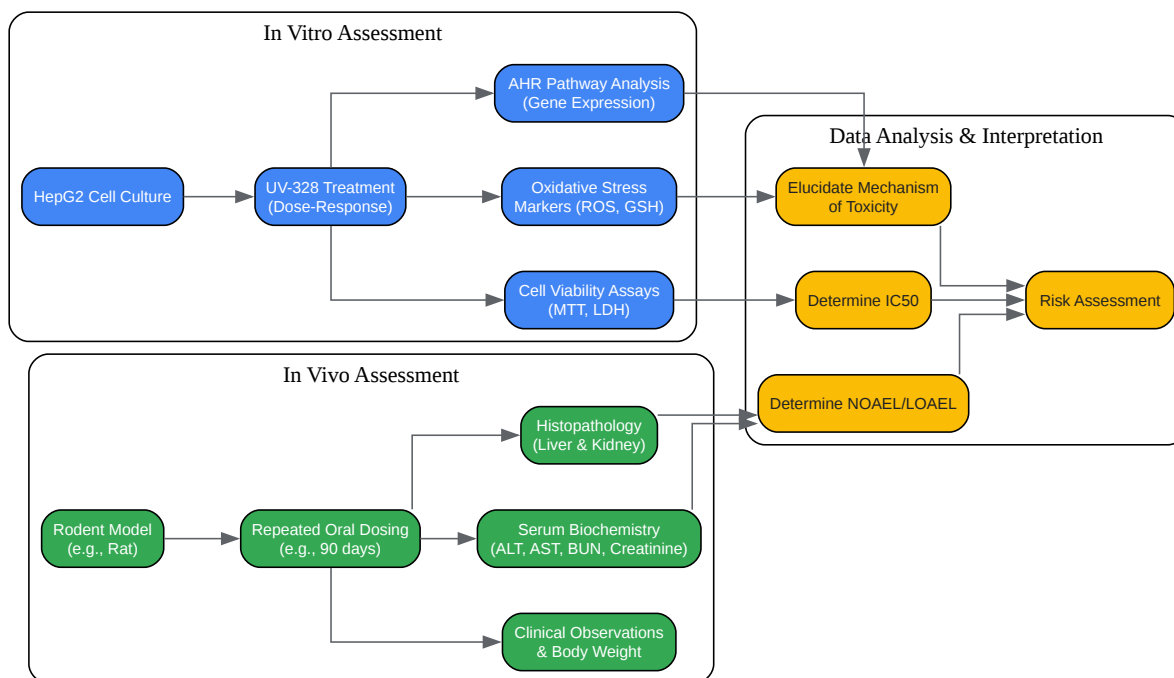 In Vitro Assessment
AHR Pathway Analysis
(Gene Expression)
HepG2 Cell Culture
UV-328 Treatment
(Dose-Response)
Oxidative Stress
Markers (ROS, GSH)
Cell Viability Assays
(MTT, LDH)
Data Analysis & Interpretation
Elucidate Mechanism
of Toxicity
Determine IC50
Risk Assessment
Determine NOAEL/LOAEL
In Vivo Assessment
Histopathology
(Liver & Kidney)
Rodent Model
(e.g., Rat)
Repeated Oral Dosing
(e.g., 90 days)
Serum Biochemistry
(ALT, AST, BUN, Creatinine)
Clinical Observations
& Body Weight